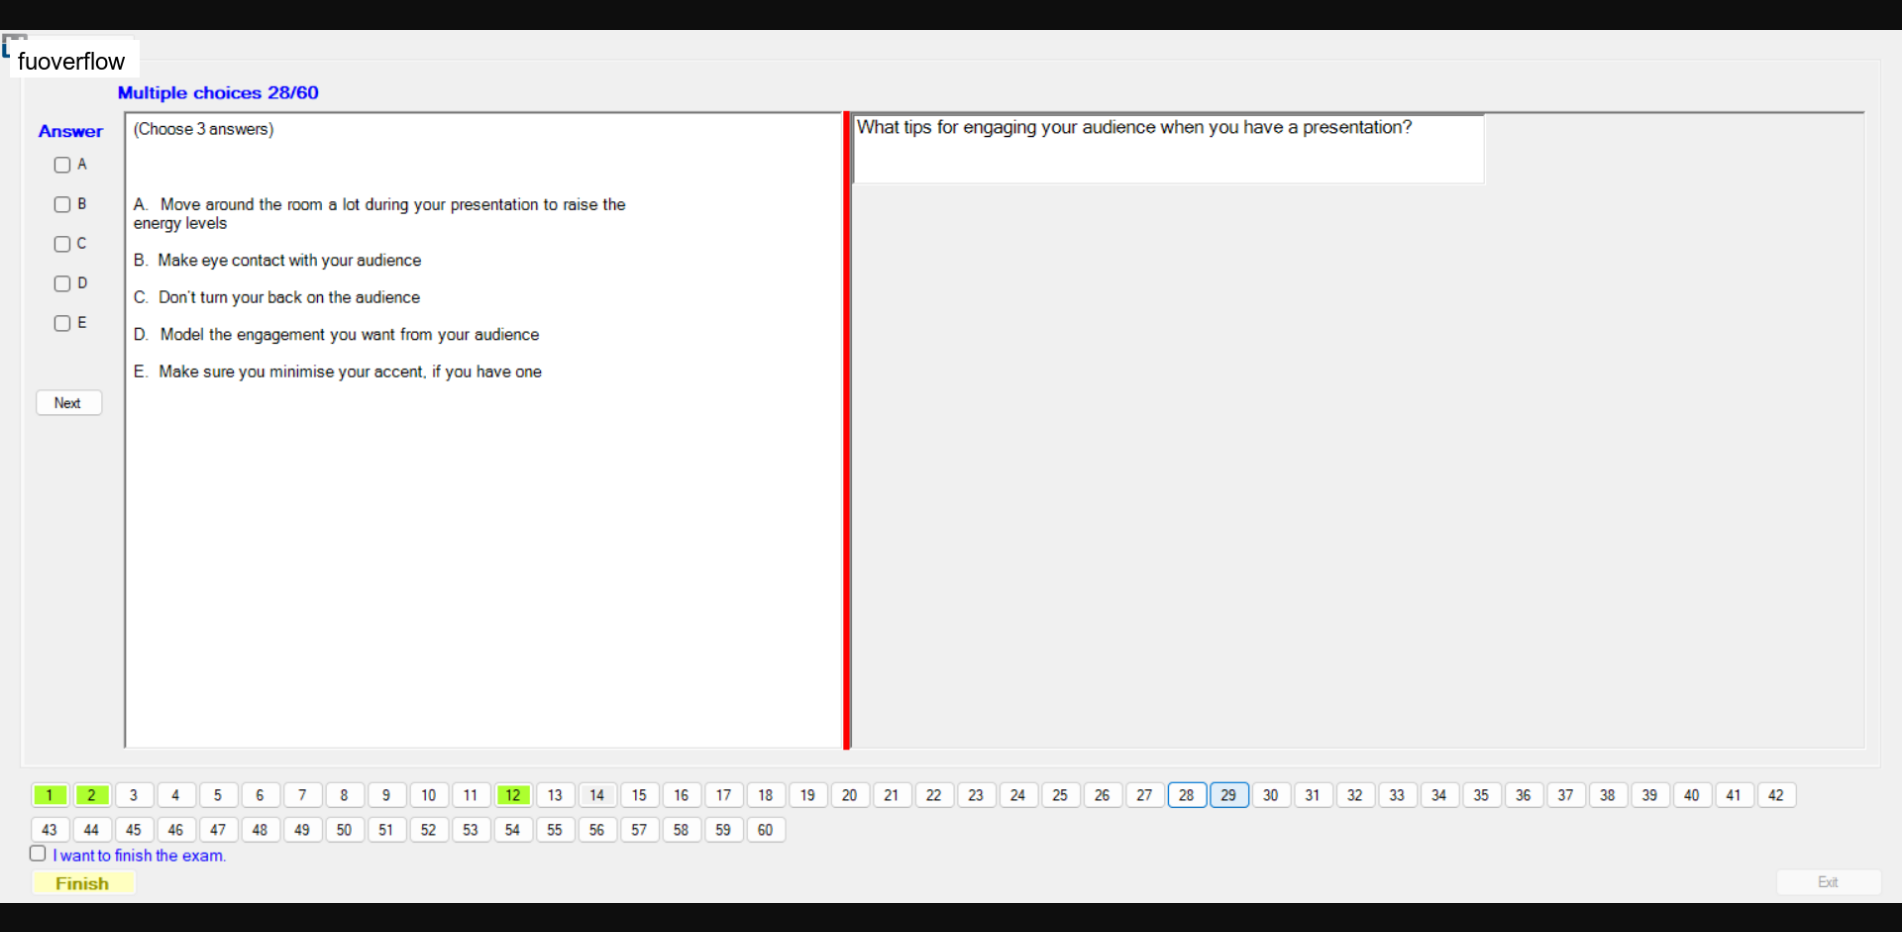 fuoverflow
Multiple choices 28/60
Answer
(Choose 3 answers)
What tips for engaging your audience when you have a presentation?
A
B
C
D
E
A. Move around the room a lot during your presentation to raise the
energy levels
B. Make eye contact with your audience
C. Don't turn your back on the audience
D. Model the engagement you want from your audience
E. Make sure you minimise your accent, if you have one
Next
1 2 3 4 5 6 7 8 9 10 11 12 13 14 15 16 17 18 19 20 21 22 23 24 25 26 27 28 29 30 31 32 33 34 35 36 37 38 39 40 41 42
43 44 45 46 47 48 49 50 51 52 53 54 55 56 57 58 59 60
I want to finish the exam.
Finish
Exit